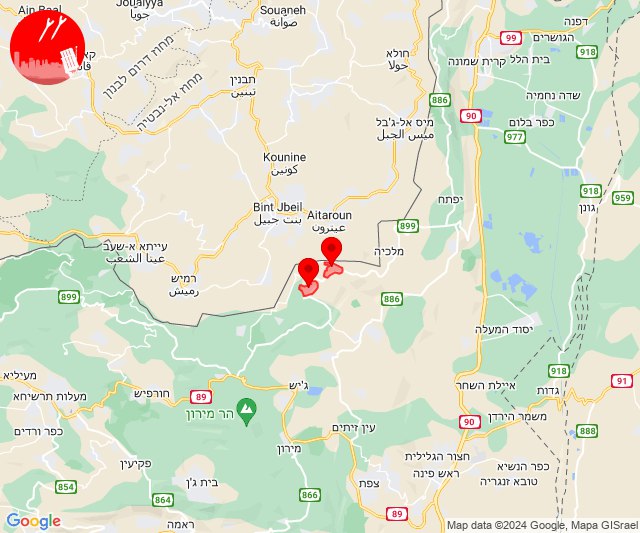 Ain Baal
Jouaiyya
جويا
Souaneh
صوانة
חולא
حولا
דפנה
הגושרים
99
בית הלל
918
קרית שמונה
מחוז דרום לבנון
תבנין
تبنين
מחוז אל-נבטיה
886
שדה נחמיה
90
כפר בלום
977
מיס אל-ג'בל
ميس الجبل
Kounine
كونين
918
959
גונן
יפתח
Bint Jbeil
بنت جبيل
Aitaroun
عيترون
899
מלכיה
עייתא א-שעב
عيتا الشعب
רמיש
رميش
899
886
יסוד המעלה
918
91
מעיליא
מעלות תרשיחא
חורפיש
89
ג'יש
איילת השחר
גדות
הר מירון
משמר הירדן
90
888
כפר ורדים
עין זיתים
מירון
פקיעין
חצור הגלילית
ראש פינה
כפר הנשיא
טובא זנגריה
854
864
בית ג'ן
866
צפת
89
ראמה
Google
Map data ©2024 Google, Mapa GISrael